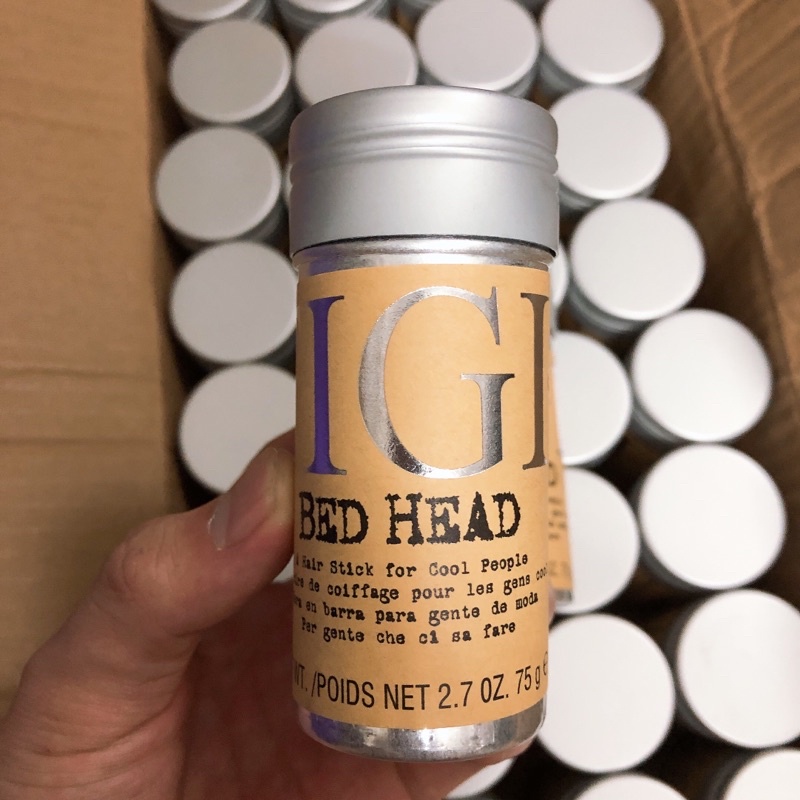 IGI
BED HEAD
A Hair Stick for Cool People
de coiffage pour les gens
en barra para gente de moda
Per gente che ci sa fare
WT. /POIDS NET 2.7 OZ. 75 g e